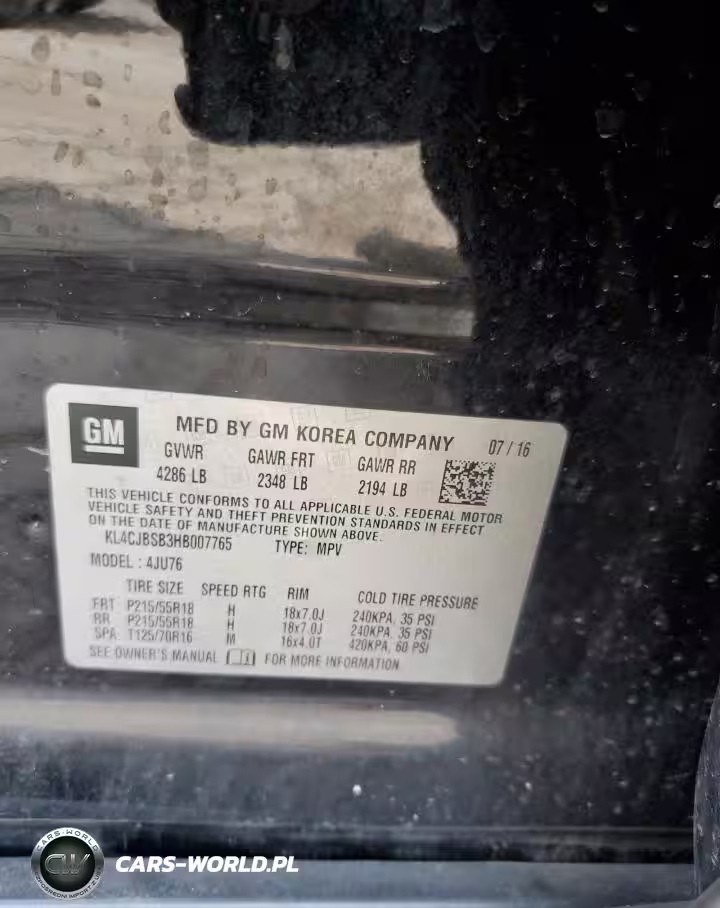 GM
MFD BY GM KOREA COMPANY 07 / 16
GVWR GAWR FRT GAWR RR
4286 LB 2348 LB 2194 LB
THIS VEHICLE CONFORMS TO ALL APPLICABLE U.S. FEDERAL MOTOR
VEHICLE SAFETY AND THEFT PREVENTION STANDARDS IN EFFECT
ON THE DATE OF MANUFACTURE SHOWN ABOVE.
KL4CJBSB3HB007765 TYPE: MPV
MODEL : 4JU76
TIRE SIZE SPEED RTG RIM COLD TIRE PRESSURE
FRT P215/55R18 H 18x7.0J 240KPA, 35 PSI
RR P215/55R18 H 18x7.0J 240KPA, 35 PSI
SPA T125/70R16 M 16x4.0T 420KPA, 60 PSI
SEE OWNER'S MANUAL FOR MORE INFORMATION
CARS-WORLD
CW
CARS-WORLD.PL